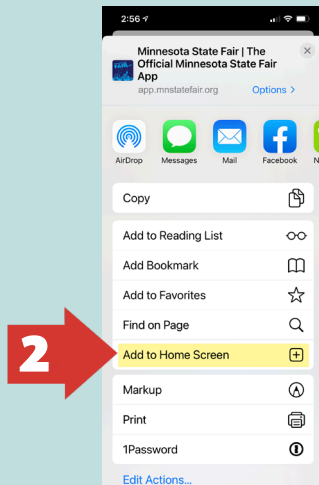 2:56
Minnesota State Fair | The
Official Minnesota State Fair
App
app.mnstatefair.org Options >
AirDrop Messages Mail Facebook N
Copy
Add to Reading List
Add Bookmark
Add to Favorites
Find on Page
2
Add to Home Screen
Markup
Print
1Password
Edit Actions...